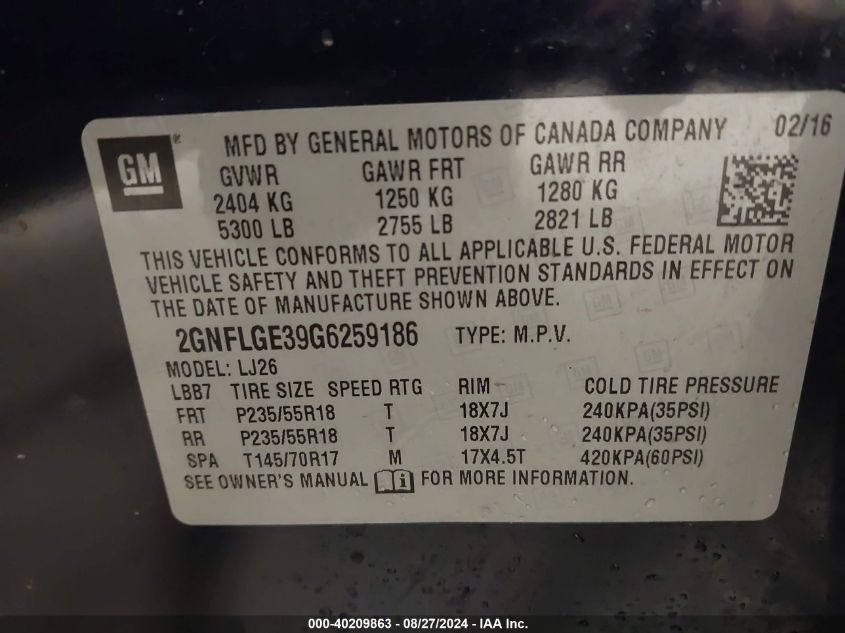 GM ® MFD BY GENERAL MOTORS OF CANADA COMPANY 02/16
GVWR GAWR FRT GAWR RR
2404 KG 1250 KG 1280 KG
5300 LB 2755 LB 2821 LB
THIS VEHICLE CONFORMS TO ALL APPLICABLE U.S. FEDERAL MOTOR
VEHICLE SAFETY AND THEFT PREVENTION STANDARDS IN EFFECT ON
THE DATE OF MANUFACTURE SHOWN ABOVE.
2GNFLGE39G6259186 TYPE: M.P.V.
MODEL: LJ26
LBB7 TIRE SIZE SPEED RTG RIM COLD TIRE PRESSURE
FRT P235/55R18 T 18X7J 240KPA(35PSI)
RR P235/55R18 T 18X7J 240KPA(35PSI)
SPA T145/70R17 M 17X4.5T 420KPA(60PSI)
SEE OWNER'S MANUAL i FOR MORE INFORMATION.
000-40209863 - 08/27/2024 - IAA Inc.